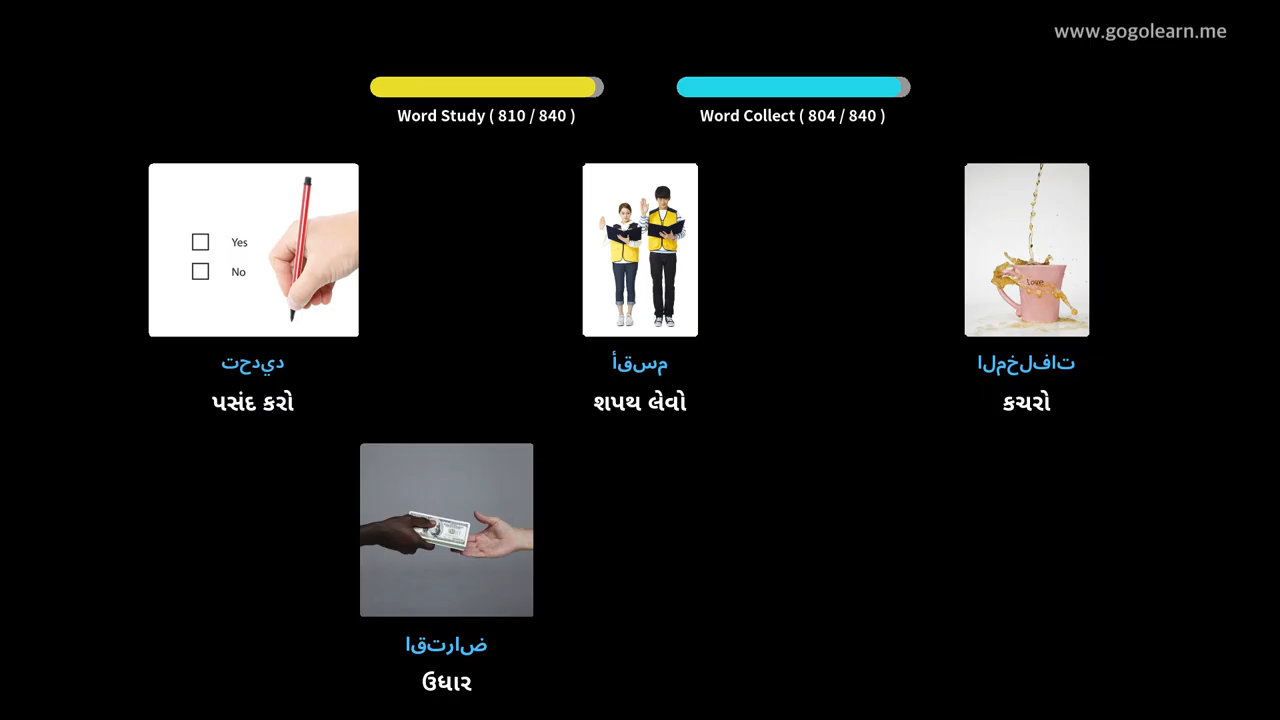 www.gogolearn.me
Word Study ( 810 / 840 )
Word Collect ( 804 / 840 )
Yes
No
love
تحديد
أقسم
المخلفات
પસંદ કરો
શપથ લેવો
કચરો
اقتراض
ઉધાર